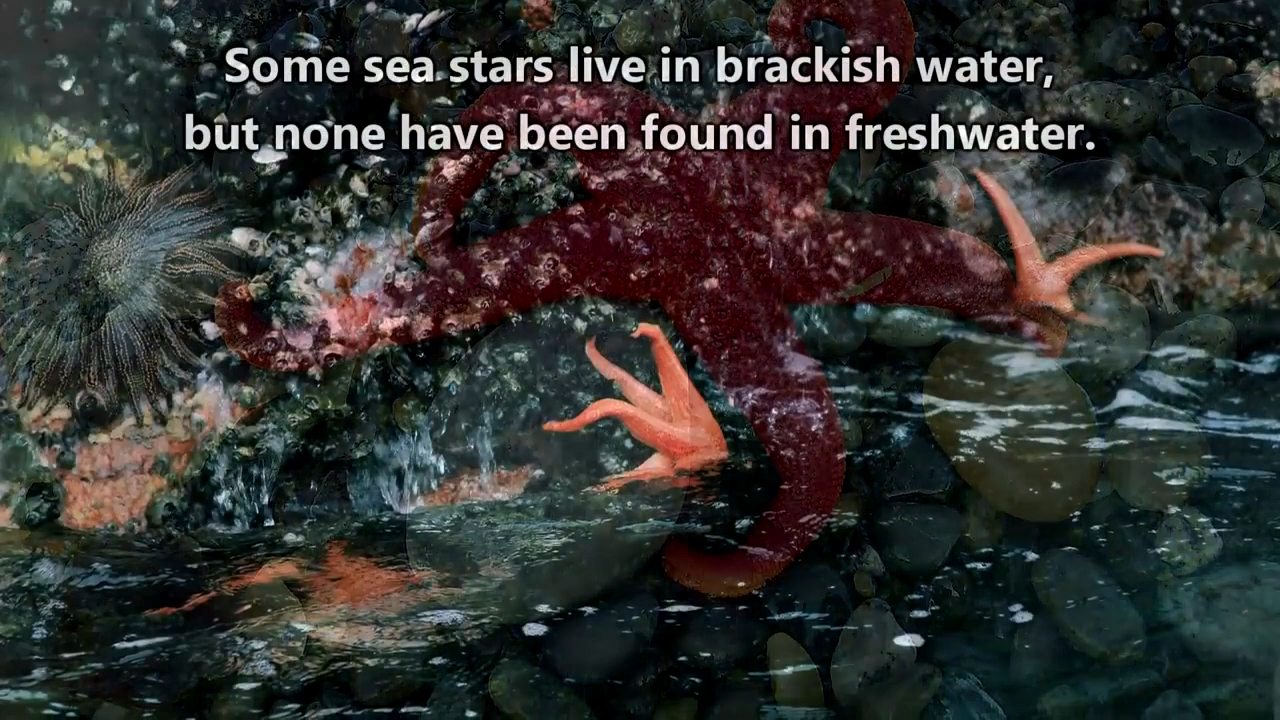 Some sea stars live in brackish water,
but none have been found in freshwater.